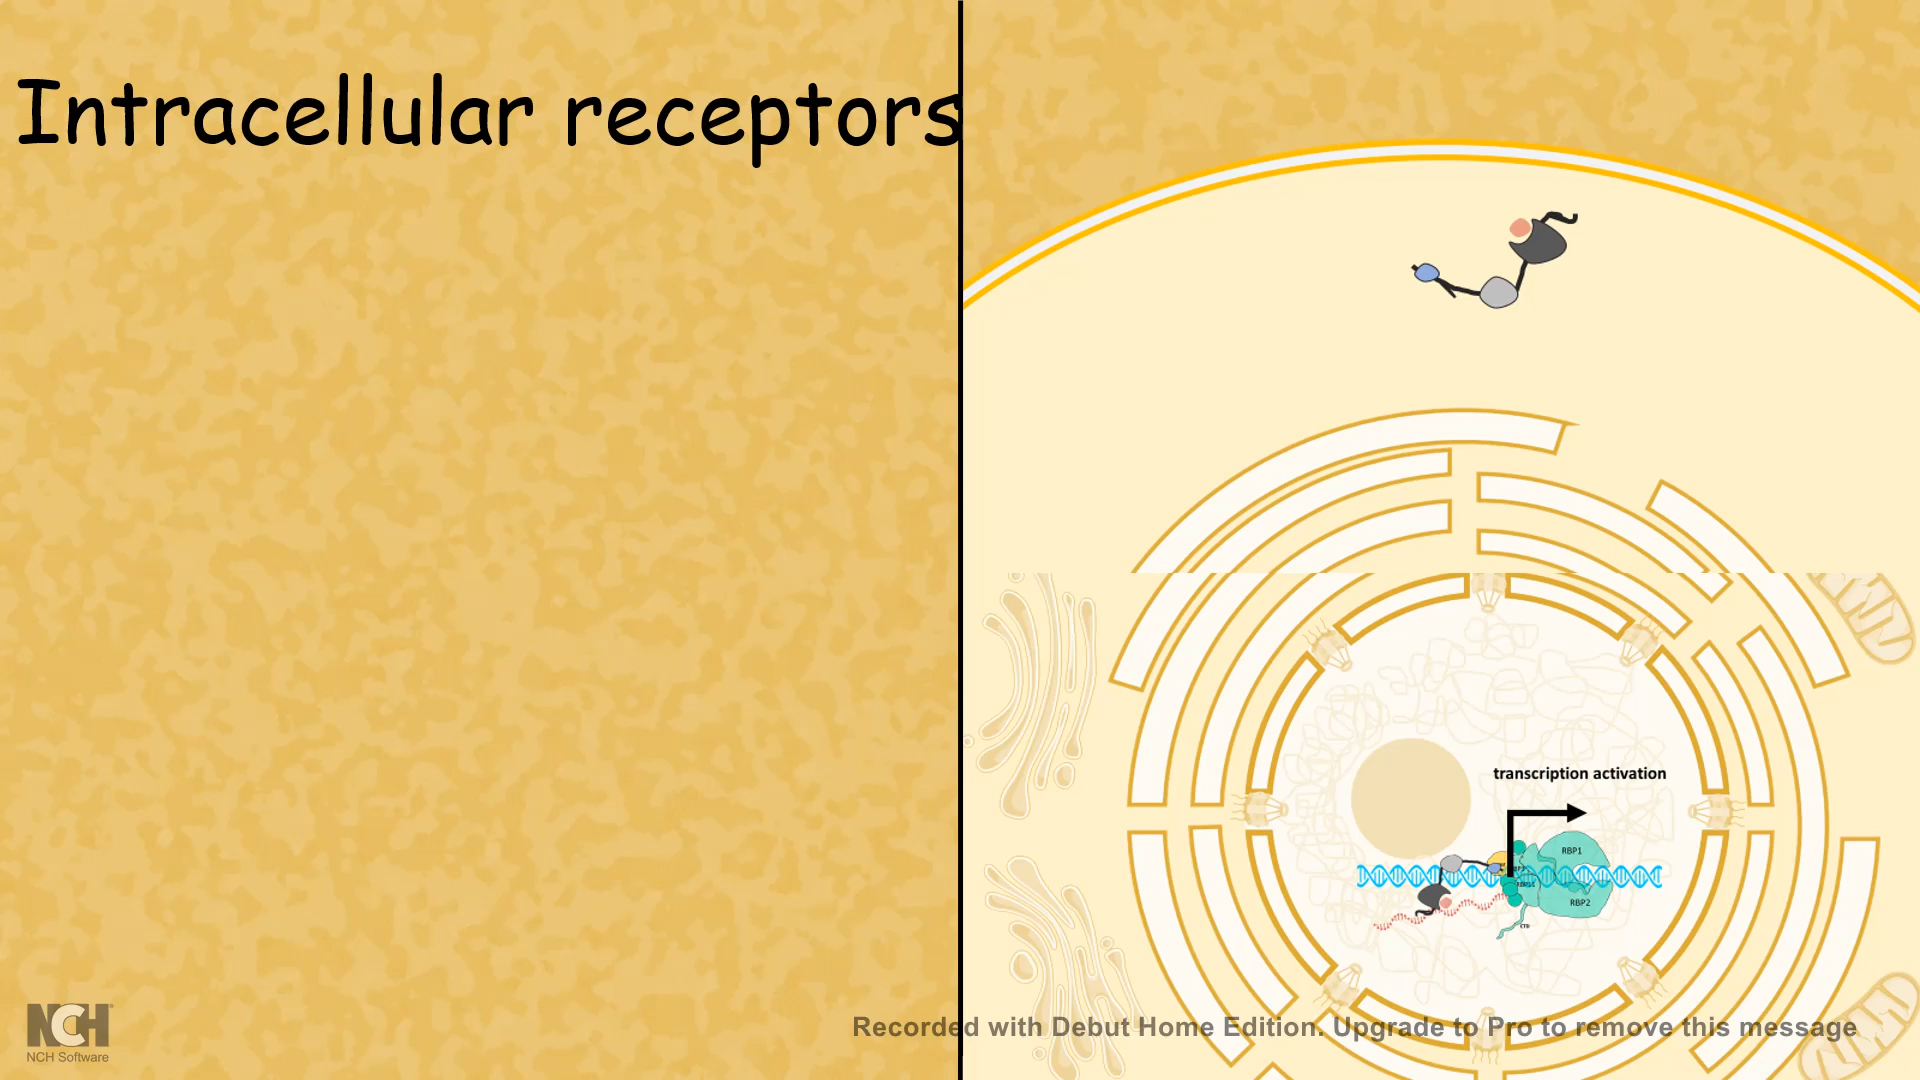 Intracellular receptors
transcription activation
RBP1
RBP2
CTD
NCH
NCH Software
Recorded with Debut Home Edition. Upgrade to Pro to remove this message